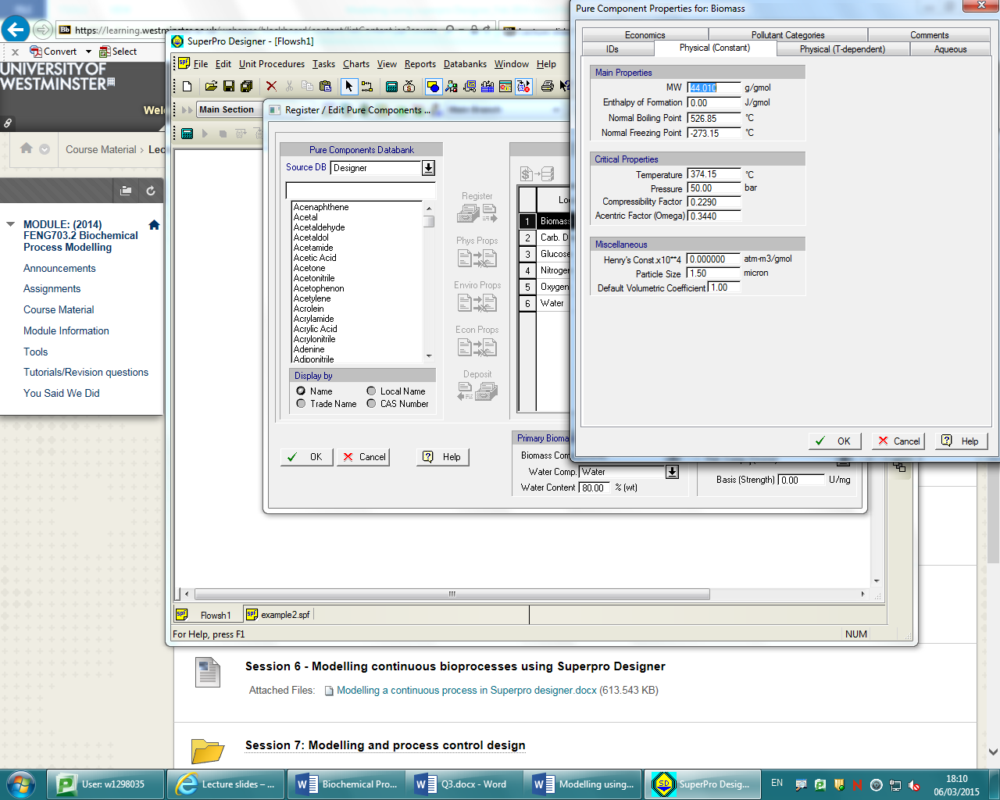 https://learning.westminster.ac.uk/webapps/blackboard/content/listContent.jsp?course
Convert
Select
UNIVERSITY OF
WESTMINSTER
Welc
Course Material > Lec
MODULE: (2014)
FENG703.2 Biochemical
Process Modelling
Announcements
Assignments
Course Material
Module Information
Tools
Tutorials/Revision questions
You Said We Did
SuperPro Designer - [Flowsh1]
File Edit Unit Procedures Tasks Charts View Reports Databanks Window Help
Main Section
Register / Edit Pure Components ...
Pure Components Databank
Source DB Designer
Acenaphthene
Acetal
Acetaldehyde
Acetaldol
Acetamide
Acetic Acid
Acetone
Acetonitrile
Acetophenon
Acetylene
Acrolein
Acrylamide
Acrylic Acid
Acrylonitrile
Adenine
Adiponitrile
Display by
Name Local Name
Trade Name CAS Number
OK Cancel Help
Register
Phys Props
Enviro Props
Econ Props
Deposit
Loc
1 Biomass
2 Carb. D
3 Glucose
4 Nitrogen
5 Oxygen
6 Water
Primary Bioma
Biomass Com
Water Comp. Water
Water Content 80.00 % (wt)
Basis (Strength) 0.00 U/mg
Pure Component Properties for: Biomass
Economics Pollutant Categories Comments
IDs Physical (Constant) Physical (T-dependent) Aqueous
Main Properties
MW 44.010 g/gmol
Enthalpy of Formation 0.00 J/gmol
Normal Boiling Point 526.85 °C
Normal Freezing Point -273.15 °C
Critical Properties
Temperature 374.15 °C
Pressure 50.00 bar
Compressibility Factor 0.2290
Acentric Factor (Omega) 0.3440
Miscellaneous
Henry's Const.x10**4 0.000000 atm-m3/gmol
Particle Size 1.50 micron
Default Volumetric Coefficient 1.00
OK Cancel Help
Flowsh1 example2.spf
For Help, press F1 NUM
Session 6 - Modelling continuous bioprocesses using Superpro Designer
Attached Files: Modelling a continuous process in Superpro designer.docx (613.543 KB)
Session 7: Modelling and process control design
User: w1298035
Lecture slides – ...
Biochemical Pro...
Q3.docx - Word
Modelling using...
SuperPro Desig...
EN
18:10
06/03/2015